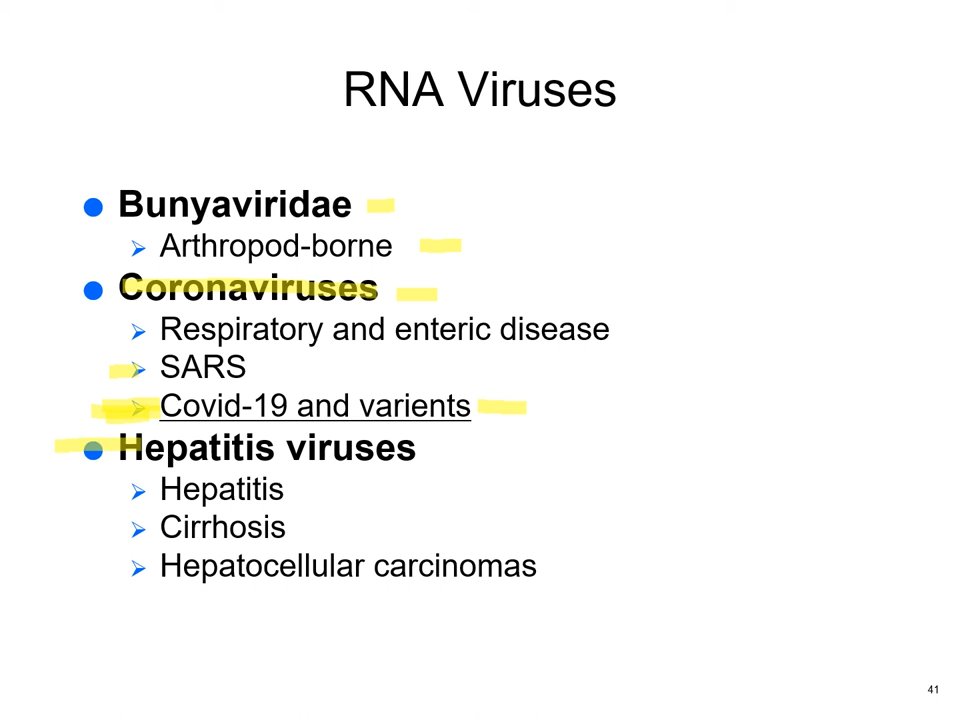 RNA Viruses
Bunyaviridae
Arthropod-borne
Coronaviruses
Respiratory and enteric disease
SARS
Covid-19 and varients
Hepatitis viruses
Hepatitis
Cirrhosis
Hepatocellular carcinomas
41